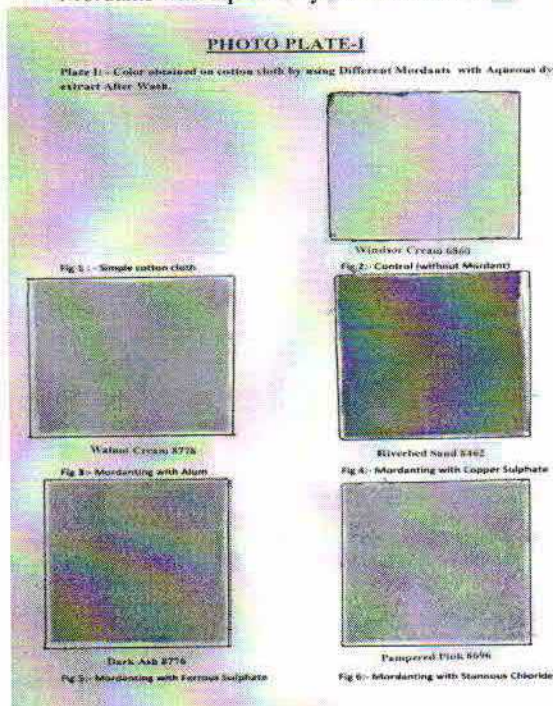 PHOTO PLATE-I
Plate I: - Color obtained on cotton cloth by using Different Mordants with Aqueous dy
extract After Wash.
Windsor Cream 6860
Fig 1 : - Simple cotton cloth
Fig 2:- Control (without Mordant)
Walnut Cream 8776
Riverbed Sand 8462
Fig 3:- Mordanting with Alum
Fig 4:- Mordanting with Copper Sulphate
Dark Ash 8776
Pampered Pink 8696
Fig 5:- Mordanting with Ferrous Sulphate
Fig 6:- Mordanting with Stannous Chloride